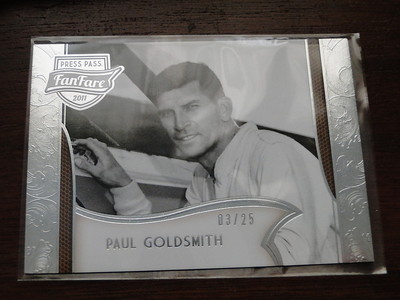 PRESS PASS
FanFare
2011
03/25
PAUL GOLDSMITH